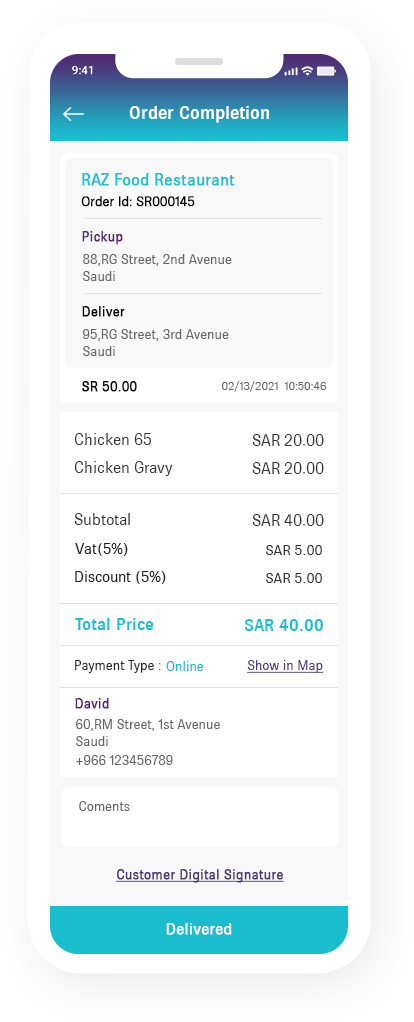 9:41
Order Completion
RAZ Food Restaurant
Order Id: SR000145
Pickup
88,RG Street, 2nd Avenue
Saudi
Deliver
95,RG Street, 3rd Avenue
Saudi
SR 50.00 02/13/2021 10:50:46
Chicken 65 SAR 20.00
Chicken Gravy SAR 20.00
Subtotal SAR 40.00
Vat(5%) SAR 5.00
Discount (5%) SAR 5.00
Total Price SAR 40.00
Payment Type : Online Show in Map
David
60,RM Street, 1st Avenue
Saudi
+966 123456789
Coments
Customer Digital Signature
Delivered